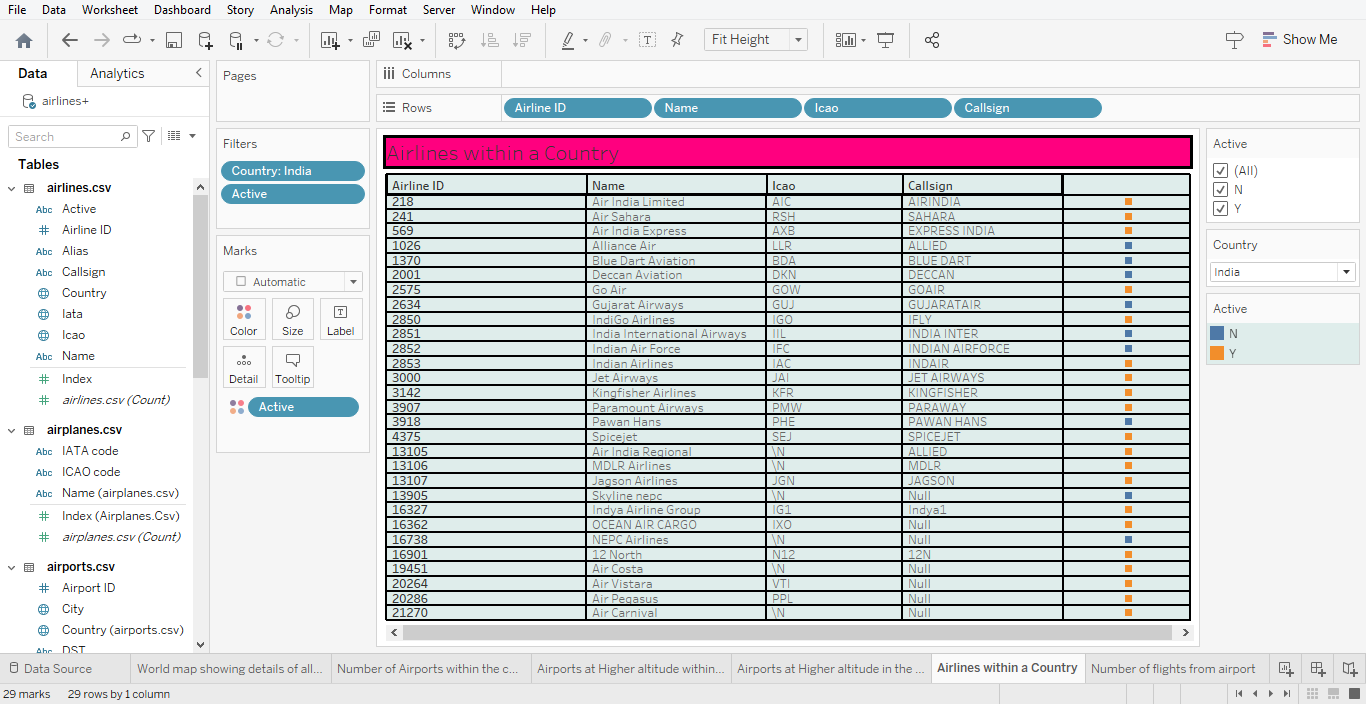 File Data Worksheet Dashboard Story Analysis Map Format Server Window Help
Fit Height
Show Me
Data Analytics
airlines+
Search
Tables
airlines.csv
Abc Active
Airline ID
Abc Alias
Abc Callsign
Country
Iata
Icao
Abc Name
Index
airlines.csv (Count)
airplanes.csv
Abc IATA code
Abc ICAO code
Abc Name (airplanes.csv)
Index (Airplanes.Csv)
airplanes.csv (Count)
airports.csv
Airport ID
City
Country (airports.csv)
Abc DST
Pages
Filters
Country: India
Active
Marks
Automatic
Color Size Label
Detail Tooltip
Active
Columns
Rows Airline ID Name Icao Callsign
Airlines within a Country
Airline ID Name Icao Callsign
218 Air India Limited AIC AIRINDIA
241 Air Sahara RSH SAHARA
569 Air India Express AXB EXPRESS INDIA
1026 Alliance Air LLR ALLIED
1370 Blue Dart Aviation BDA BLUE DART
2001 Deccan Aviation DKN DECCAN
2575 Go Air GOW GOAIR
2634 Gujarat Airways GUJ GUJARATAIR
2850 IndiGo Airlines IGO IFLY
2851 India International Airways IIL INDIA INTER
2852 Indian Air Force IFC INDIAN AIRFORCE
2853 Indian Airlines IAC INDAIR
3000 Jet Airways JAI JET AIRWAYS
3142 Kingfisher Airlines KFR KINGFISHER
3907 Paramount Airways PMW PARAWAY
3918 Pawan Hans PHE PAWAN HANS
4375 Spicejet SEJ SPICEJET
13105 Air India Regional \N ALLIED
13106 MDLR Airlines \N MDLR
13107 Jagson Airlines JGN JAGSON
13905 Skyline nepc \N Null
16327 Indya Airline Group IG1 Indya1
16362 OCEAN AIR CARGO IXO Null
16738 NEPC Airlines \N Null
16901 12 North N12 12N
19451 Air Costa \N Null
20264 Air Vistara VTI Null
20286 Air Pegasus PPL Null
21270 Air Carnival \N Null
Active
(All)
N
Y
Country
India
Active
N
Y
Data Source World map showing details of all... Number of Airports within the c... Airports at Higher altitude within... Airports at Higher altitude in the ... Airlines within a Country Number of flights from airport
29 marks 29 rows by 1 column